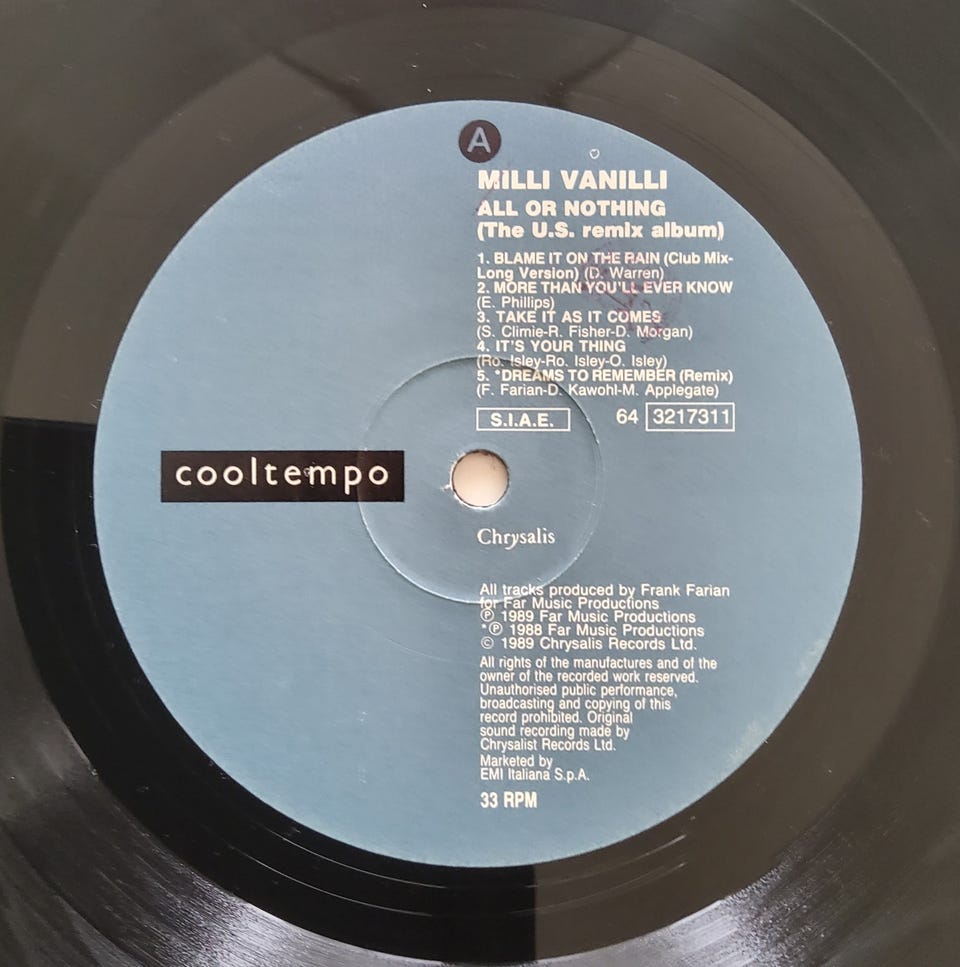 A
MILLI VANILLI
ALL OR NOTHING
(The U.S. remix album)
1. BLAME IT ON THE RAIN (Club Mix-
Long Version) (D. Warren)
2. MORE THAN YOU'LL EVER KNOW
(E. Phillips)
3. TAKE IT AS IT COMES
(S. Climie-R. Fisher-D. Morgan)
4. IT'S YOUR THING
(Ro. Isley-Ro. Isley-O. Isley)
5. *DREAMS TO REMEMBER (Remix)
(F. Farian-D. Kawohl-M. Applegate)
S.I.A.E. 64 3217311
cooltempo
Chrysalis
All tracks produced by Frank Farian
for Far Music Productions
Ⓟ 1989 Far Music Productions
*Ⓟ 1988 Far Music Productions
© 1989 Chrysalis Records Ltd.
All rights of the manufactures and of the
owner of the recorded work reserved.
Unauthorised public performance,
broadcasting and copying of this
record prohibited. Original
sound recording made by
Chrysalist Records Ltd.
Marketed by
EMI Italiana S.p.A.
33 RPM